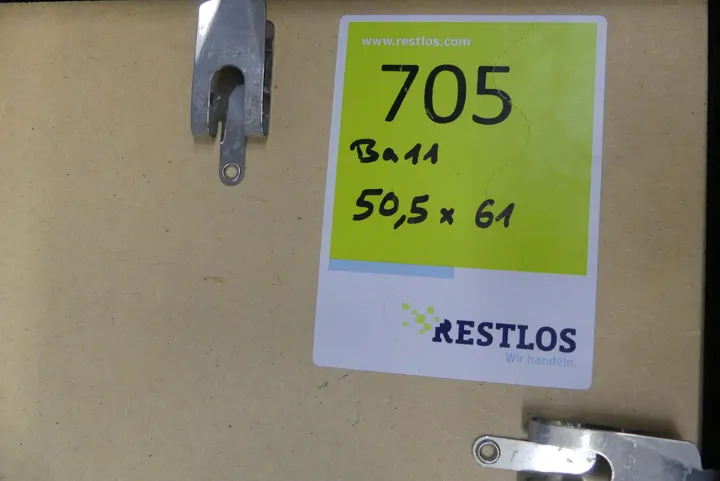 www.restlos.com
705
Ba11
50,5 x 61
RESTLOS
Wir handeln.